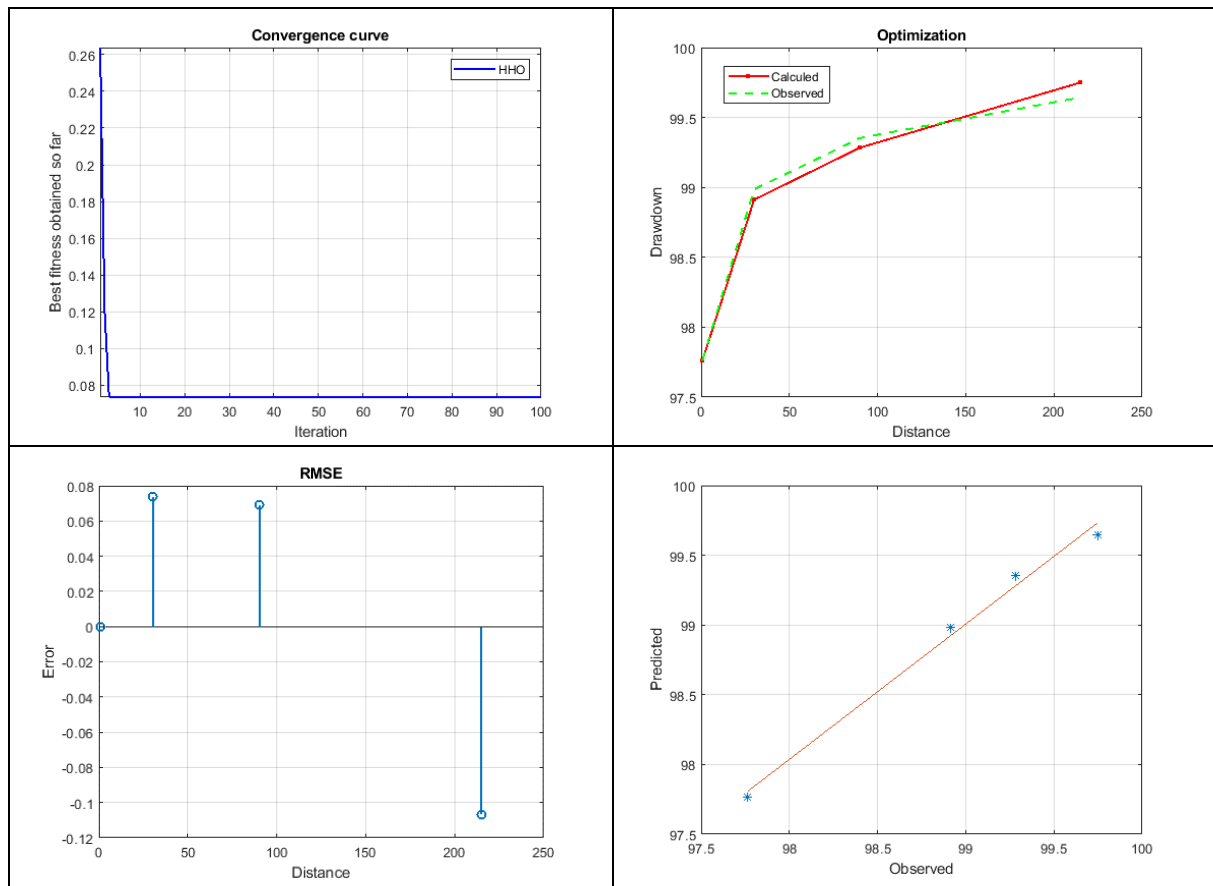 Convergence curve
HHO
0.26
0.24
0.22
0.2
0.18
0.16
0.14
0.12
0.1
0.08
Best fitness obtained so far
10 20 30 40 50 60 70 80 90 100
Iteration
Optimization
Calculed
Observed
100
99.5
99
98.5
98
97.5
Drawdown
0 50 100 150 200 250
Distance
RMSE
0.08
0.06
0.04
0.02
0
-0.02
-0.04
-0.06
-0.08
-0.1
-0.12
Error
0 50 100 150 200 250
Distance
100
99.5
99
98.5
98
97.5
Predicted
97.5 98 98.5 99 99.5 100
Observed